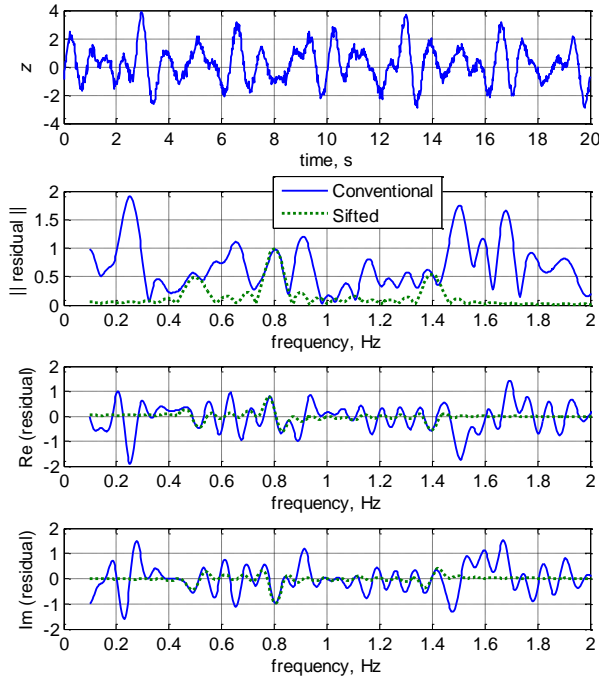 4
2
0
-2
-4
z
0 2 4 6 8 10 12 14 16 18 20
time, s
Conventional
Sifted
2
1.5
1
0.5
0
|| residual ||
0 0.2 0.4 0.6 0.8 1 1.2 1.4 1.6 1.8 2
frequency, Hz
2
1
0
-1
-2
Re (residual)
0 0.2 0.4 0.6 0.8 1 1.2 1.4 1.6 1.8 2
frequency, Hz
2
1
0
-1
-2
Im (residual)
0 0.2 0.4 0.6 0.8 1 1.2 1.4 1.6 1.8 2
frequency, Hz